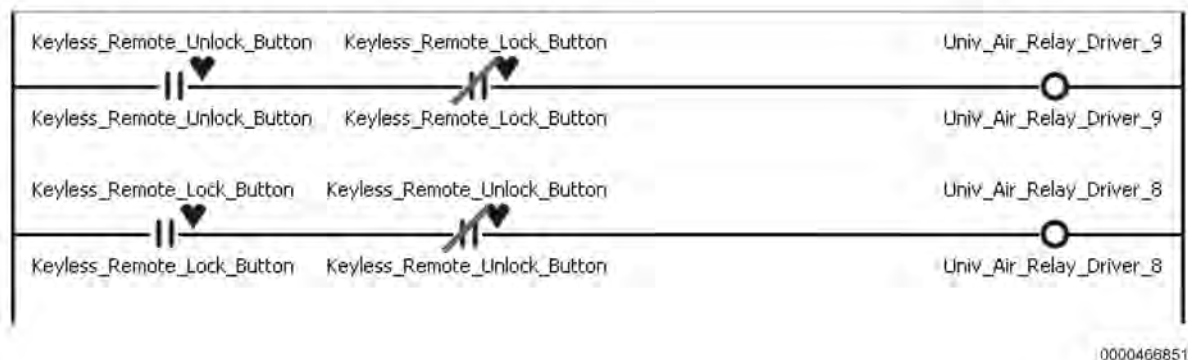 Keyless_Remote_Unlock_Button Keyless_Remote_Lock_Button Univ_Air_Relay_Driver_9
Keyless_Remote_Unlock_Button Keyless_Remote_Lock_Button Univ_Air_Relay_Driver_9
Keyless_Remote_Lock_Button Keyless_Remote_Unlock_Button Univ_Air_Relay_Driver_8
Keyless_Remote_Lock_Button Keyless_Remote_Unlock_Button Univ_Air_Relay_Driver_8
0000466851